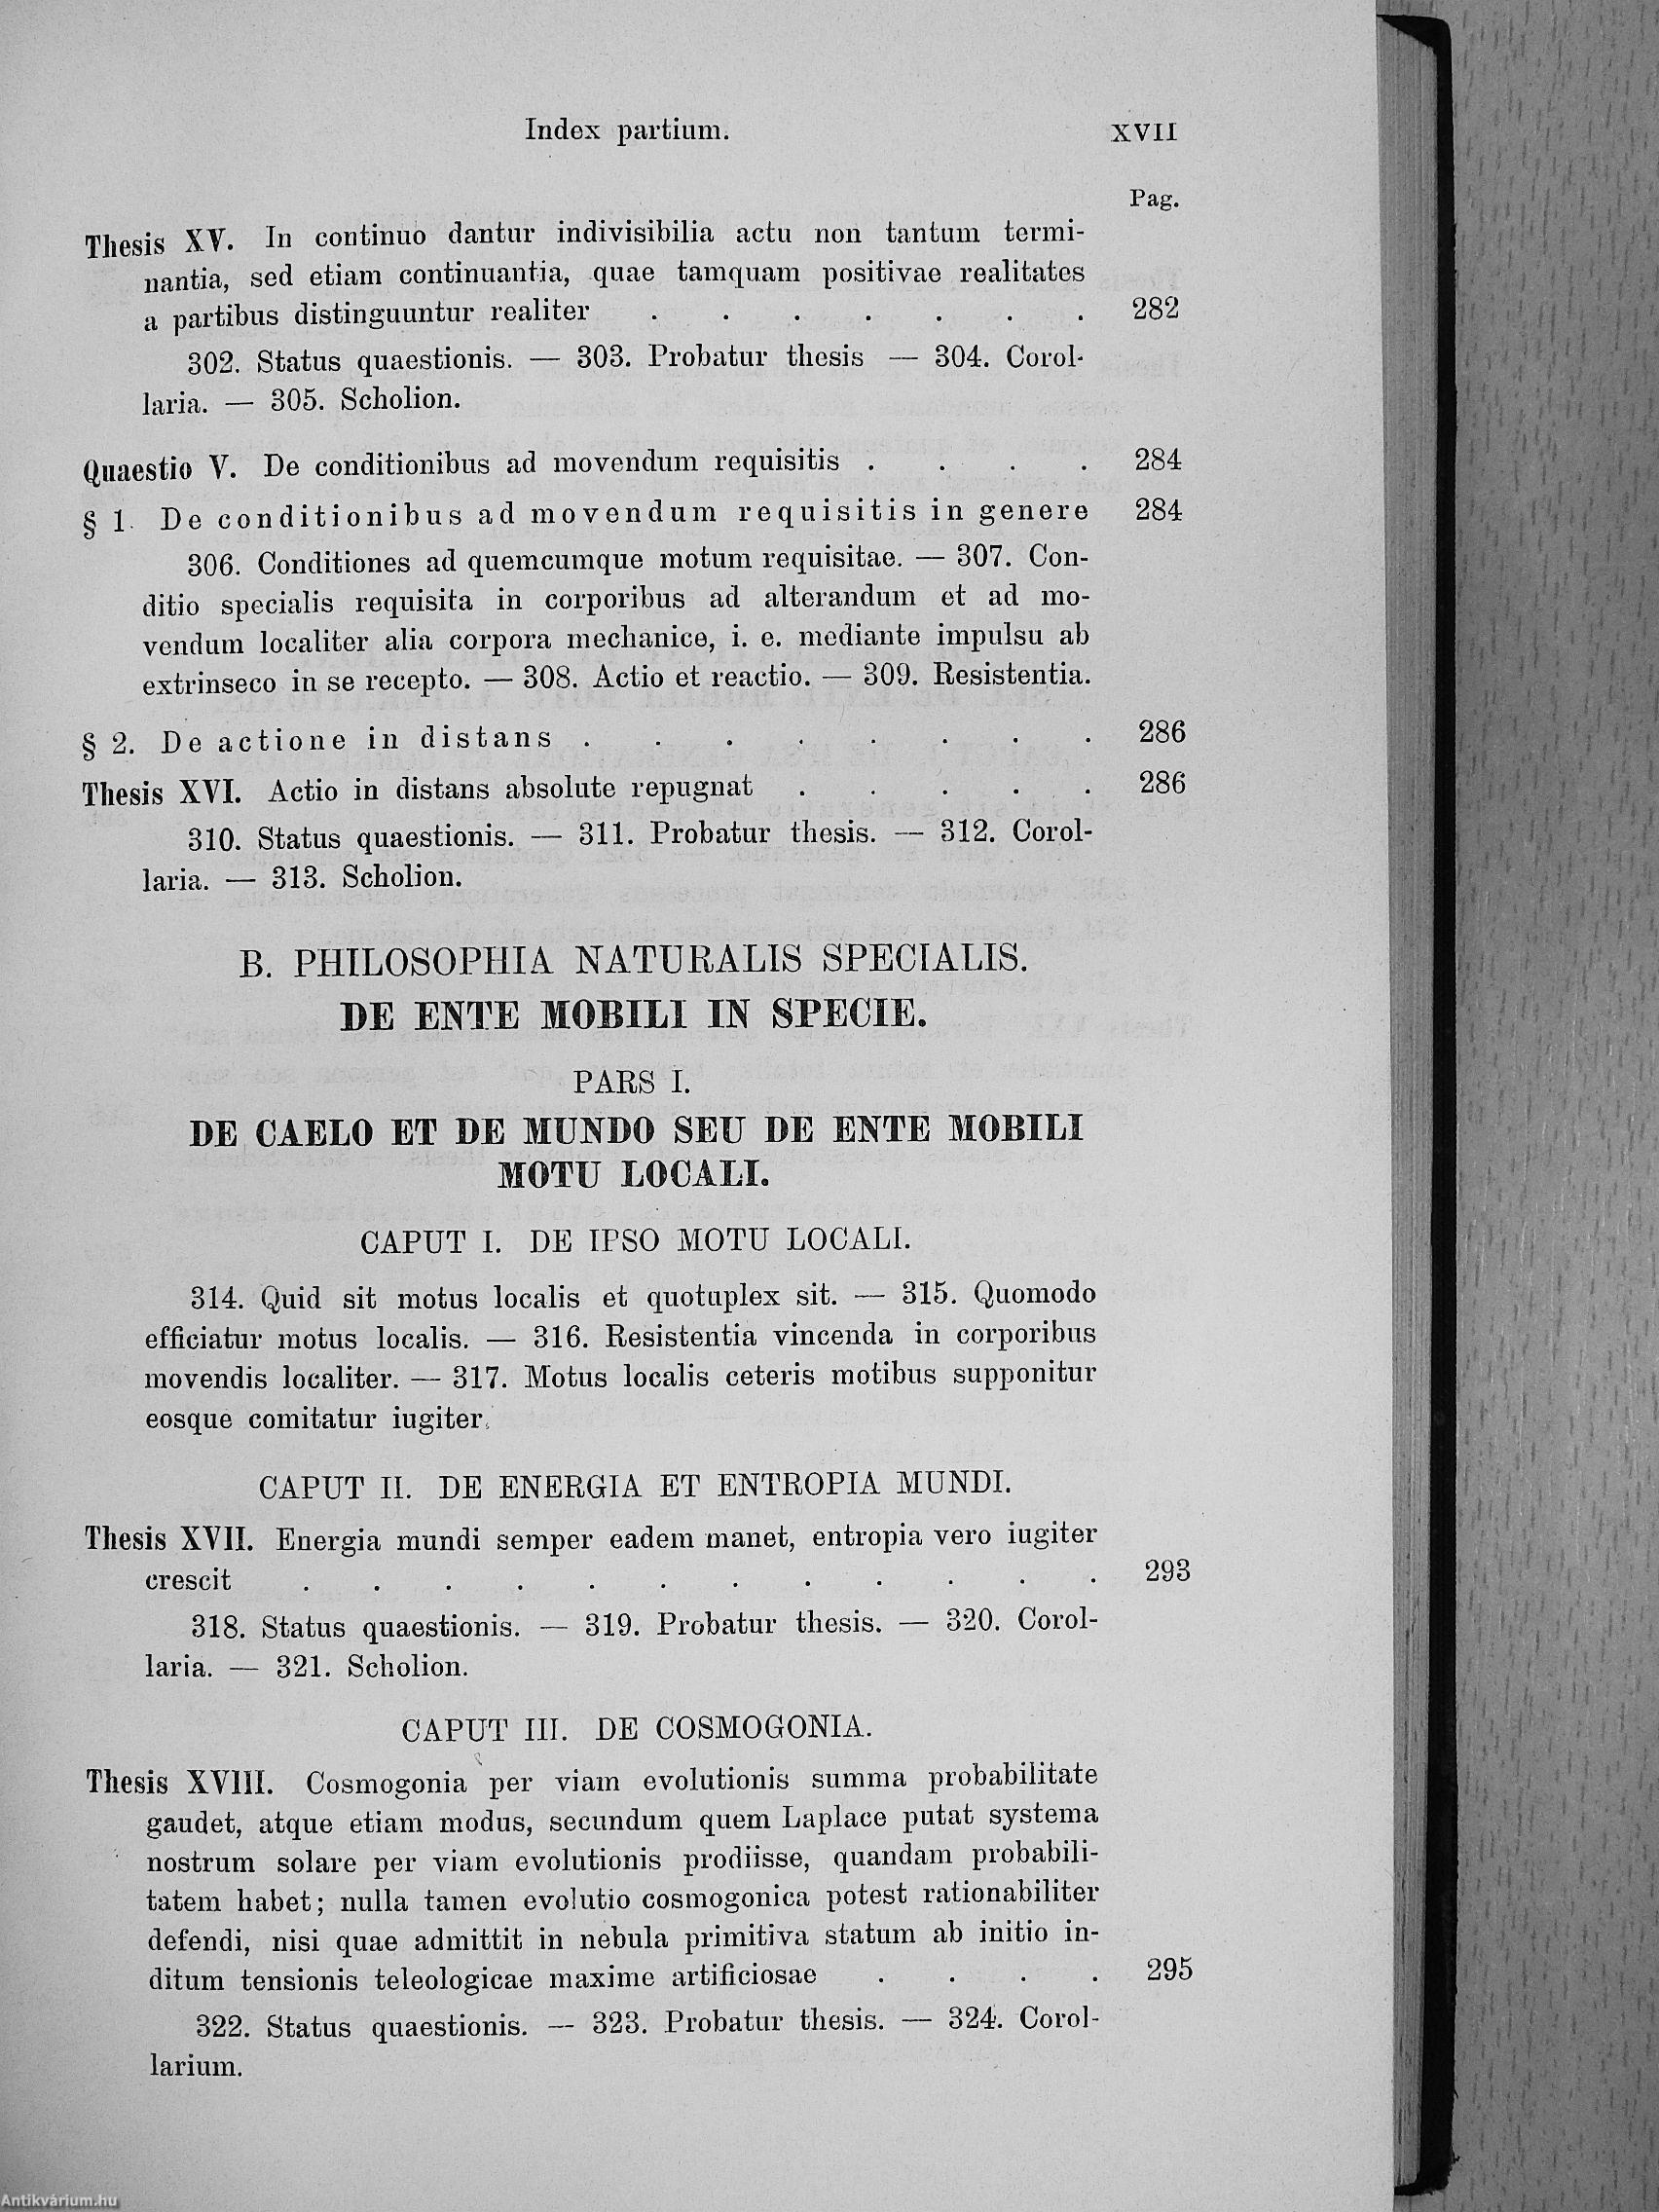 Index partium.
XVII
Pag.
Thesis XV. In continuo dantur indivisibilia actu non tantum termi-
nantia, sed etiam continuantia, quae tamquam positivae realitates
a partibus distinguuntur realiter . . . . . . . 282
302. Status quaestionis. — 303. Probatur thesis — 304. Corol-
laria. — 305. Scholion.
Quaestio V. De conditionibus ad movendum requisitis . . . . 284
§ 1. De conditionibus ad movendum requisitis in genere 284
306. Conditiones ad quemcumque motum requisitae. — 307. Con-
ditio specialis requisita in corporibus ad alterandum et ad mo-
vendum localiter alia corpora mechanice, i. e. mediante impulsu ab
extrinseco in se recepto. — 308. Actio et reactio. — 309. Resistentia.
§ 2. De actione in distans . . . . . . . . 286
Thesis XVI. Actio in distans absolute repugnat . . . . . 286
310. Status quaestionis. — 311. Probatur thesis. — 312. Corol-
laria. — 313. Scholion.
B. PHILOSOPHIA NATURALIS SPECIALIS.
DE ENTE MOBILI IN SPECIE.
PARS I.
DE CAELO ET DE MUNDO SEU DE ENTE MOBILI
MOTU LOCALI.
CAPUT I. DE IPSO MOTU LOCALI.
314. Quid sit motus localis et quotuplex sit. — 315. Quomodo
efficiatur motus localis. — 316. Resistentia vincenda in corporibus
movendis localiter. — 317. Motus localis ceteris motibus supponitur
eosque comitatur iugiter.
CAPUT II. DE ENERGIA ET ENTROPIA MUNDI.
Thesis XVII. Energia mundi semper eadem manet, entropia vero iugiter
crescit . . . . . . . . . . . . 293
318. Status quaestionis. — 319. Probatur thesis. — 320. Corol-
laria. — 321. Scholion.
CAPUT III. DE COSMOGONIA.
Thesis XVIII. Cosmogonia per viam evolutionis summa probabilitate
gaudet, atque etiam modus, secundum quem Laplace putat systema
nostrum solare per viam evolutionis prodiisse, quandam probabili-
tatem habet; nulla tamen evolutio cosmogonica potest rationabiliter
defendi, nisi quae admittit in nebula primitiva statum ab initio in-
ditum tensionis teleologicae maxime artificiosae . . . . 295
322. Status quaestionis. — 323. Probatur thesis. — 324. Corol-
larium.
Antikvárium.hu